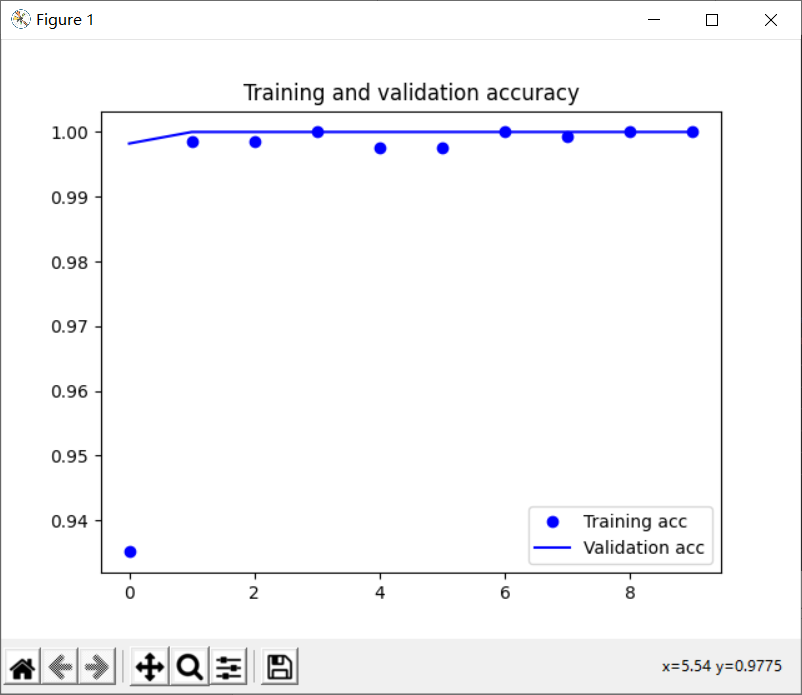 Figure 1
Training and validation accuracy
1.00
0.99
0.98
0.97
0.96
0.95
0.94
Training acc
Validation acc
0 2 4 6 8
x=5.54 y=0.9775